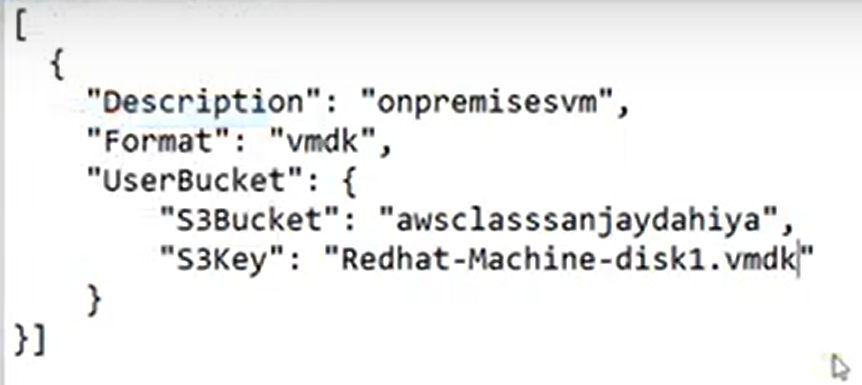 [
  {
    "Description": "onpremisesvm",
    "Format": "vmdk",
    "UserBucket": {
        "S3Bucket": "awsclasssanjaydahiya",
        "S3Key": "Redhat-Machine-disk1.vmdk"
    }
}]